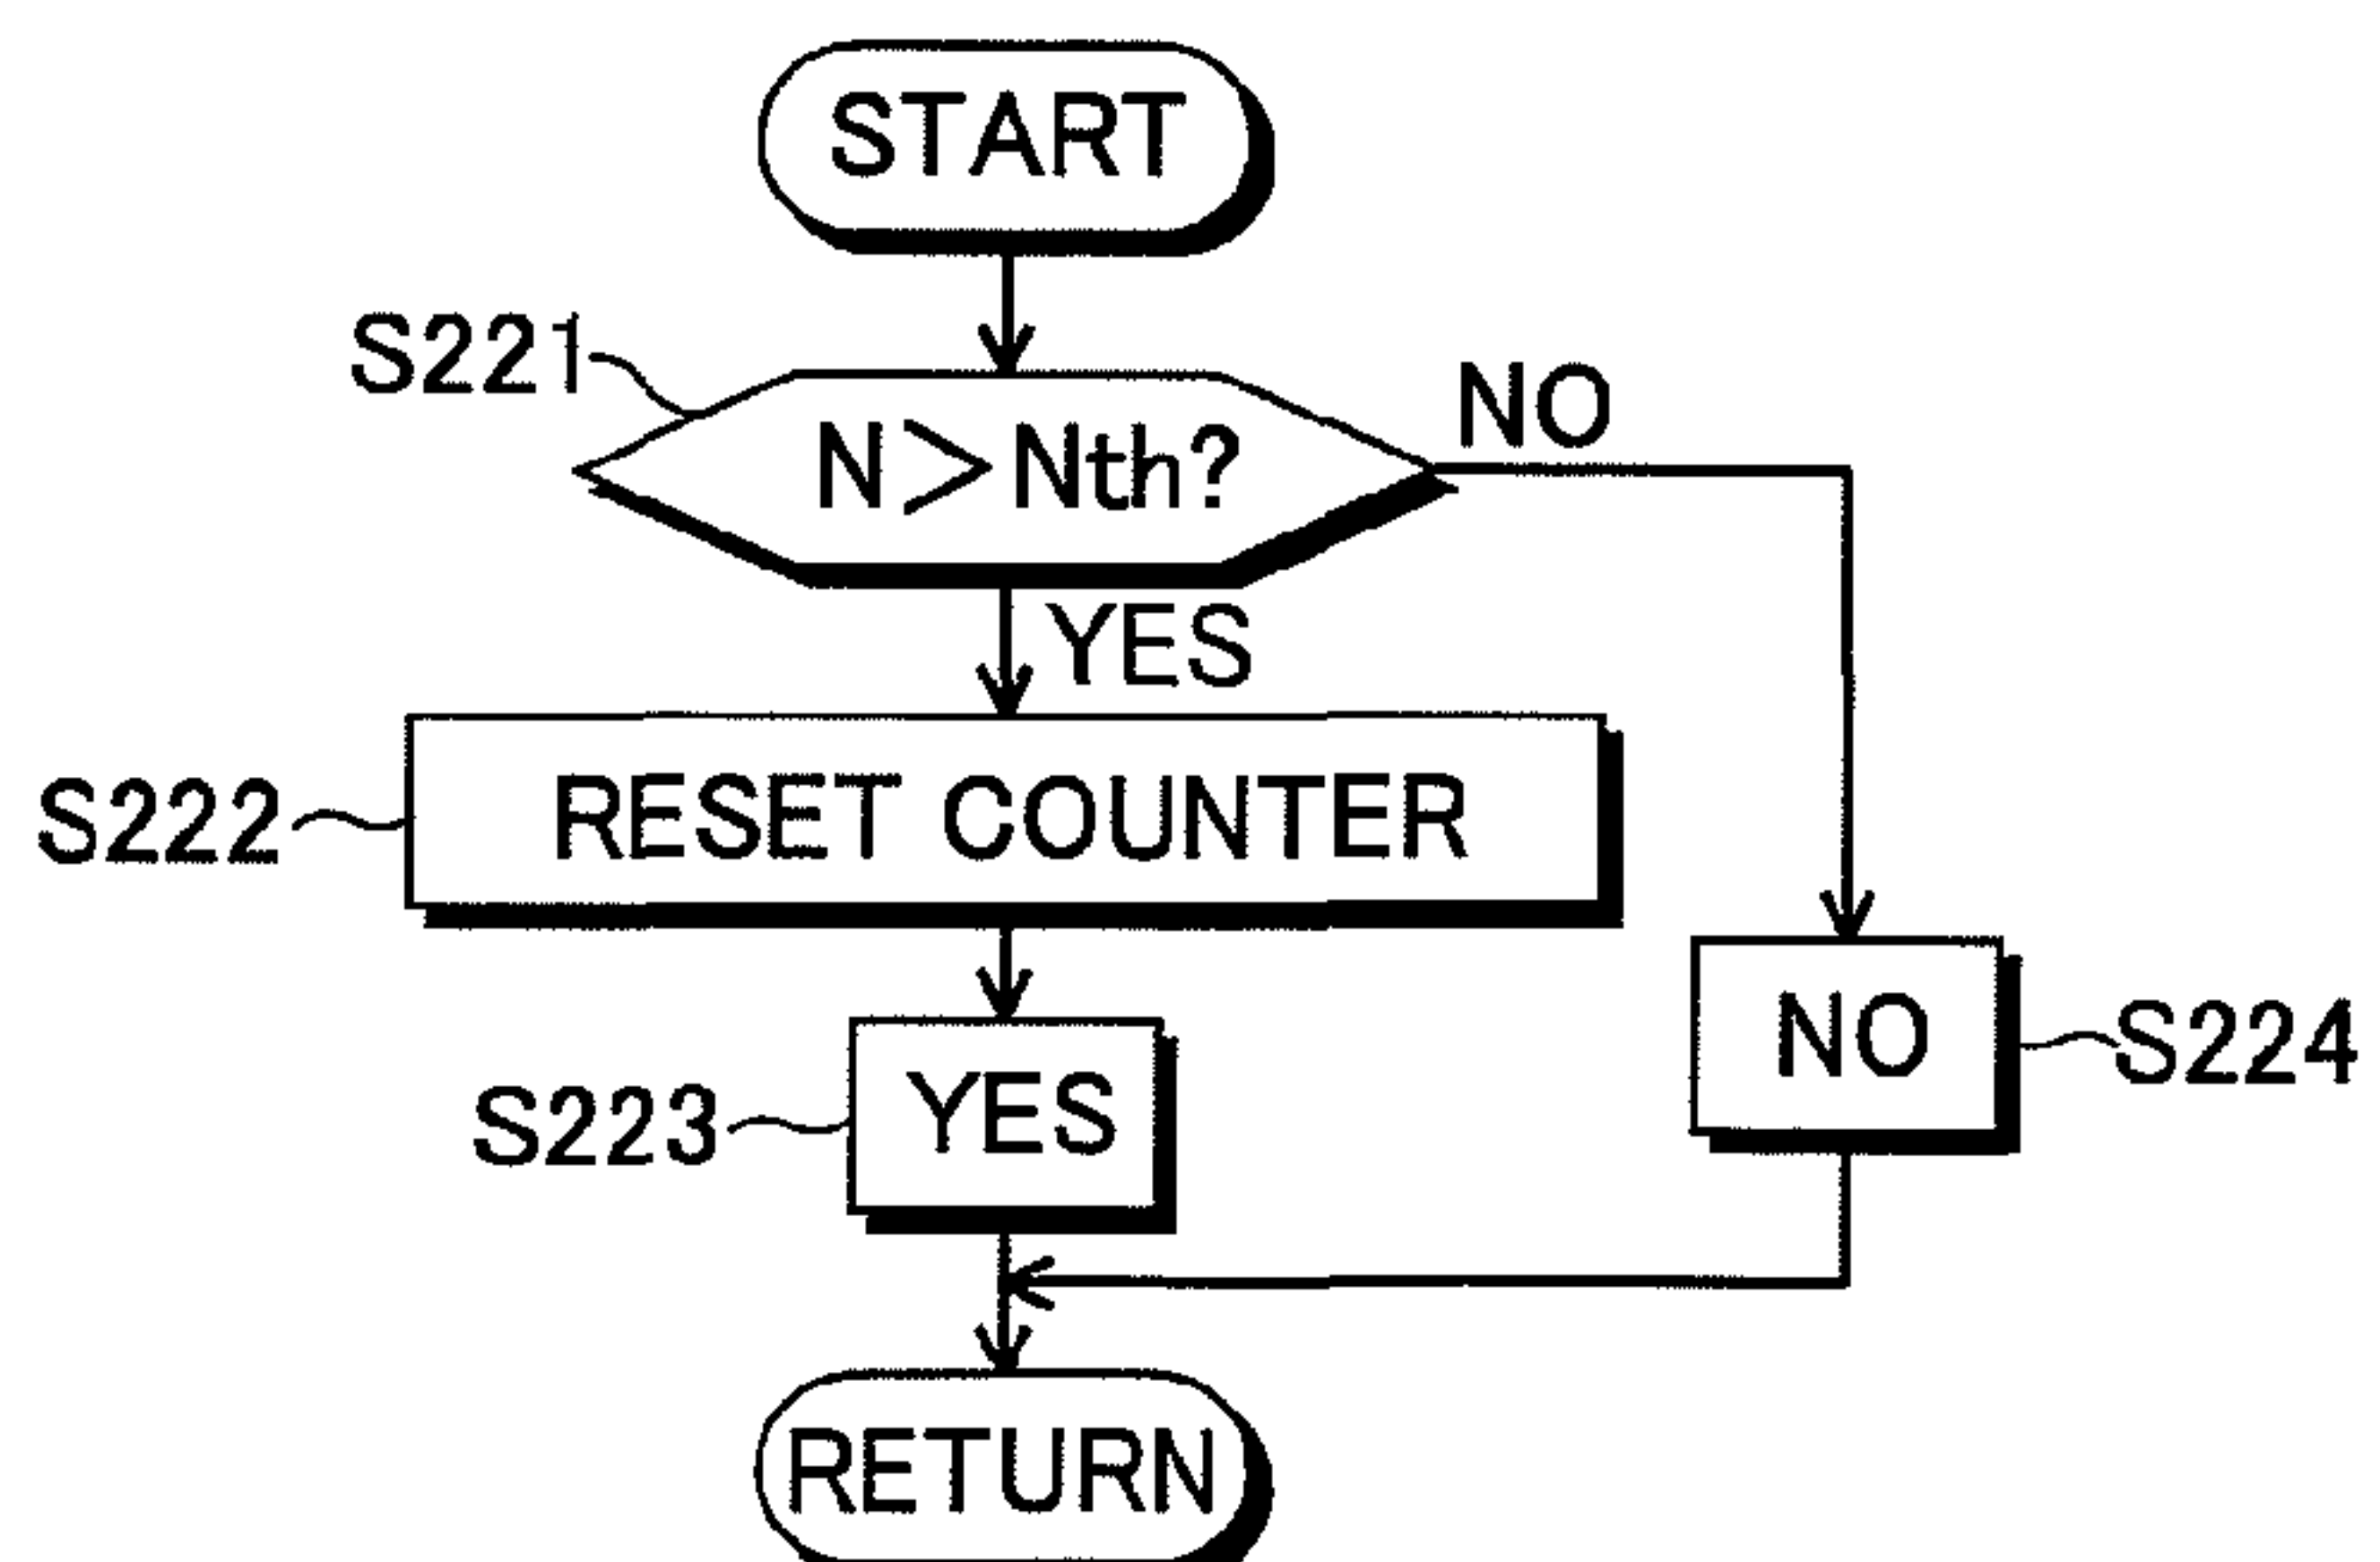 START
S221
N>Nth?
NO
YES
S222
RESET COUNTER
S223
YES
NO
S224
RETURN